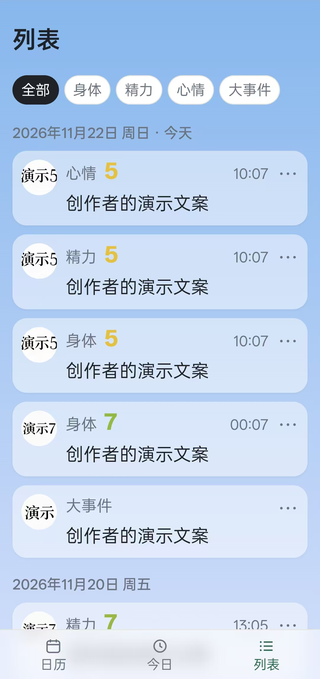 列表
全部 身体 精力 心情 大事件
2026年11月22日 周日 · 今天
演示5 心情 5 10:07 ···
创作者的演示文案
演示5 精力 5 10:07 ···
创作者的演示文案
演示5 身体 5 10:07 ···
创作者的演示文案
演示7 身体 7 00:07 ···
创作者的演示文案
演示 大事件 ···
创作者的演示文案
2026年11月20日 周五
演示7 精力 7 13:05 ···
日历 今日 列表